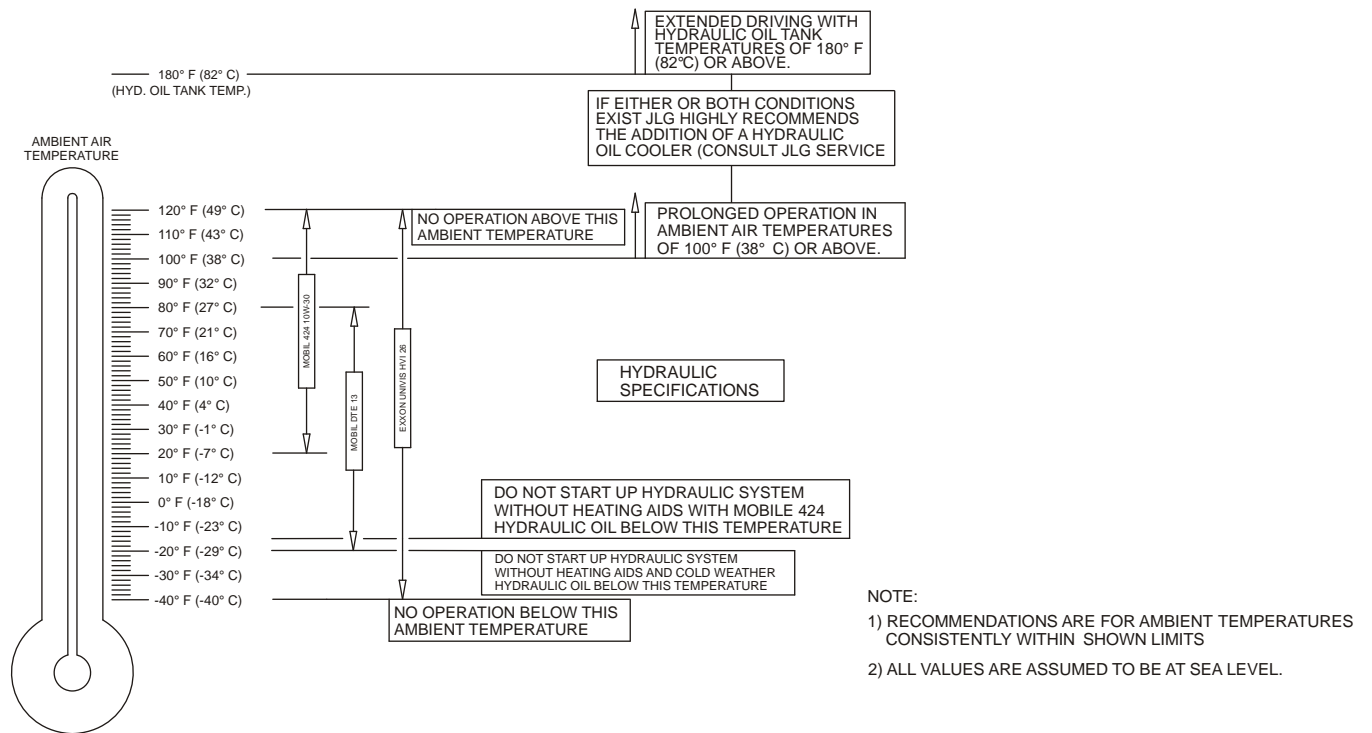 EXTENDED DRIVING WITH
HYDRAULIC OIL TANK
TEMPERATURES OF 180° F
(82°C) OR ABOVE.
180° F (82° C)
(HYD. OIL TANK TEMP.)
IF EITHER OR BOTH CONDITIONS
EXIST JLG HIGHLY RECOMMENDS
THE ADDITION OF A HYDRAULIC
OIL COOLER (CONSULT JLG SERVICE
AMBIENT AIR
TEMPERATURE
120° F (49° C)
110° F (43° C)
100° F (38° C)
90° F (32° C)
80° F (27° C)
70° F (21° C)
60° F (16° C)
50° F (10° C)
40° F (4° C)
30° F (-1° C)
20° F (-7° C)
10° F (-12° C)
0° F (-18° C)
-10° F (-23° C)
-20° F (-29° C)
-30° F (-34° C)
-40° F (-40° C)
MOBIL 424 10W-30
MOBIL DTE 13
EXXON UNIVIS HVI 26
NO OPERATION ABOVE THIS
AMBIENT TEMPERATURE
PROLONGED OPERATION IN
AMBIENT AIR TEMPERATURES
OF 100° F (38° C) OR ABOVE.
HYDRAULIC
SPECIFICATIONS
DO NOT START UP HYDRAULIC SYSTEM
WITHOUT HEATING AIDS WITH MOBILE 424
HYDRAULIC OIL BELOW THIS TEMPERATURE
DO NOT START UP HYDRAULIC SYSTEM
WITHOUT HEATING AIDS AND COLD WEATHER
HYDRAULIC OIL BELOW THIS TEMPERATURE
NO OPERATION BELOW THIS
AMBIENT TEMPERATURE
NOTE:
1) RECOMMENDATIONS ARE FOR AMBIENT TEMPERATURES
CONSISTENTLY WITHIN SHOWN LIMITS
2) ALL VALUES ARE ASSUMED TO BE AT SEA LEVEL.